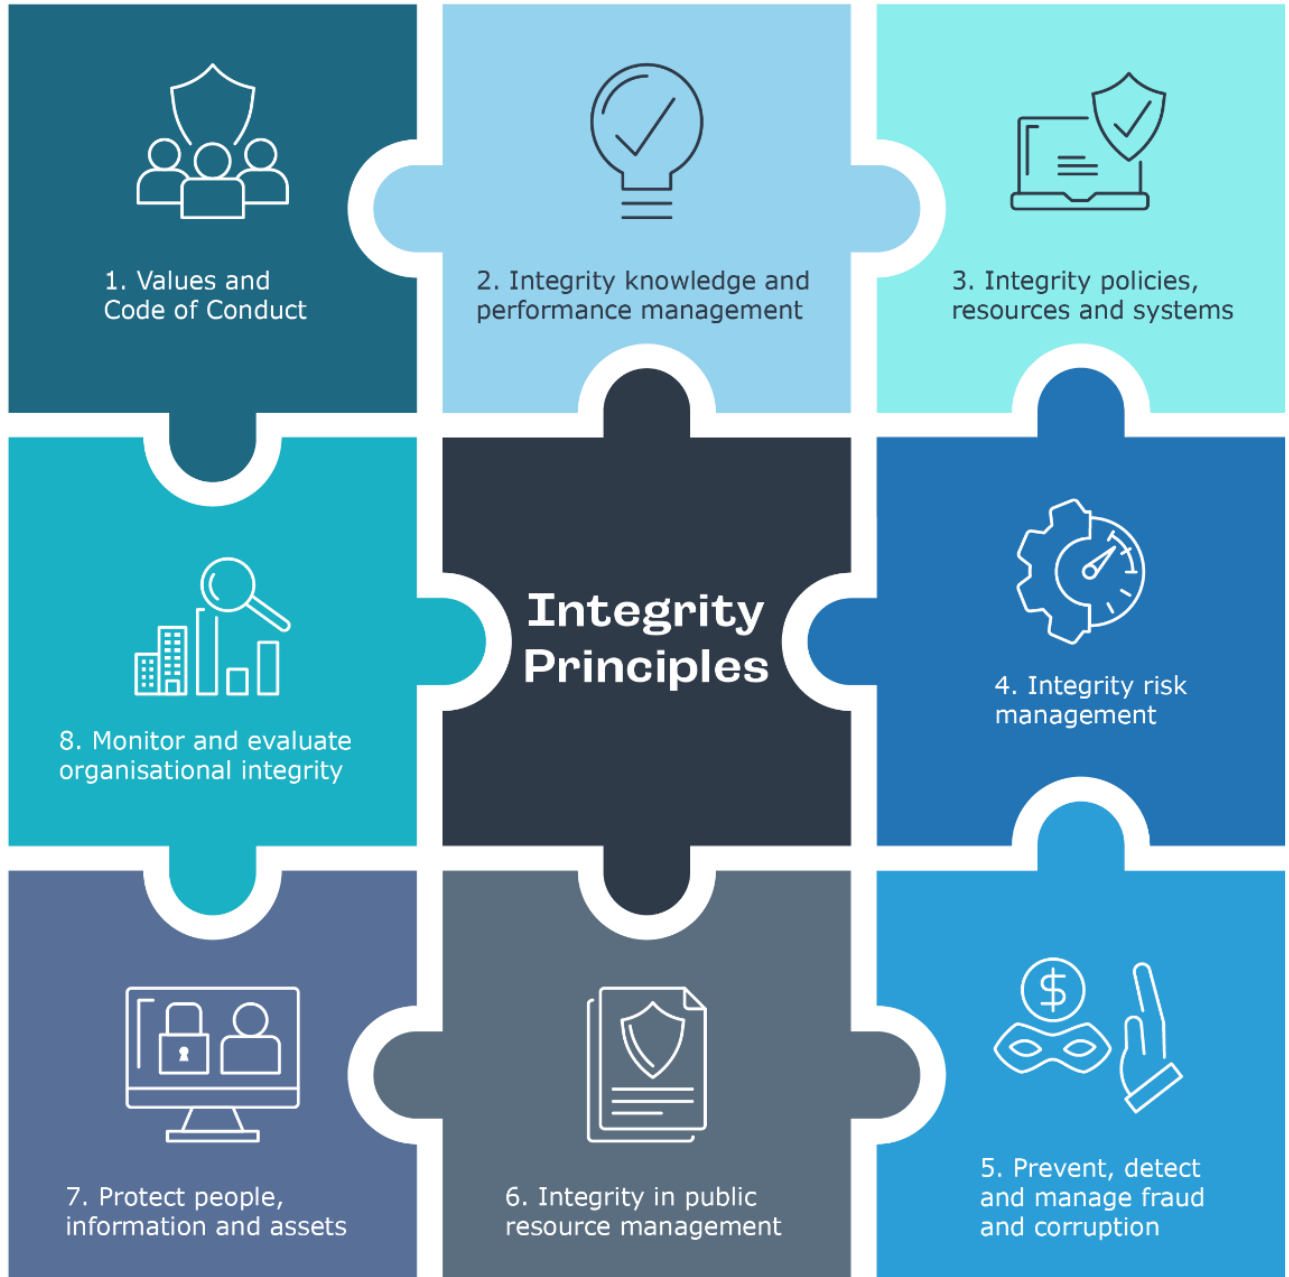 1. Values and
Code of Conduct
2. Integrity knowledge and
performance management
3. Integrity policies,
resources and systems
8. Monitor and evaluate
organisational integrity
Integrity
Principles
4. Integrity risk
management
7. Protect people,
information and assets
6. Integrity in public
resource management
5. Prevent, detect
and manage fraud
and corruption
$